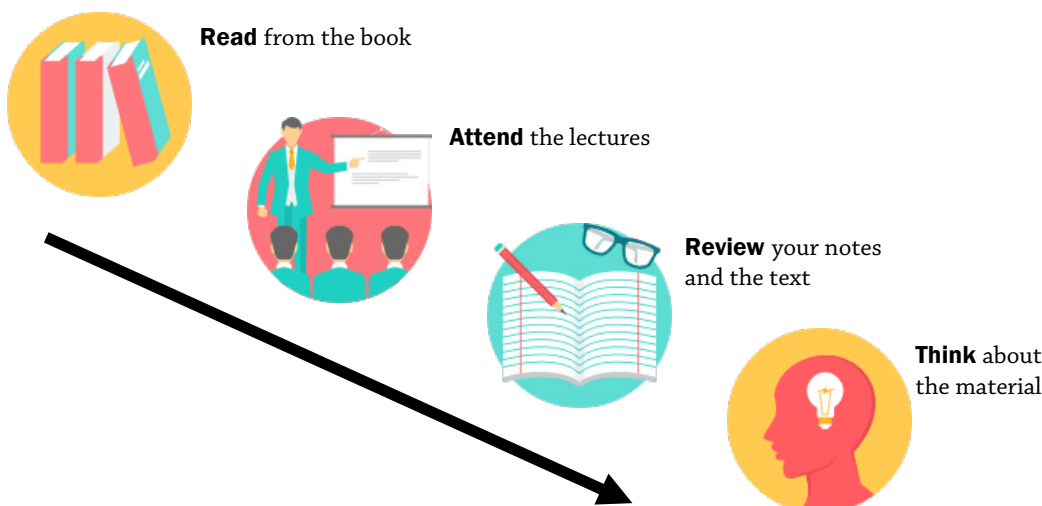 Read from the book
Attend the lectures
Review your notes
and the text
Think about
the material